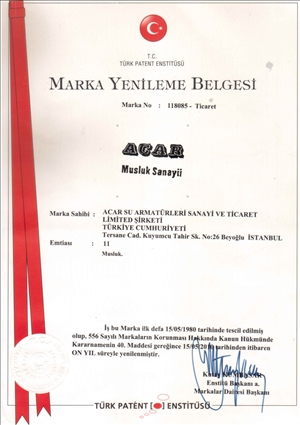 T.C.
TÜRK PATENT ENSTİTÜSÜ
MARKA YENİLEME BELGESİ
Marka No : 118085 - Ticaret
ACAR
Musluk Sanayii
Marka Sahibi : ACAR SU ARMATÜRLERİ SANAYİ VE TİCARET
LİMİTED ŞİRKETİ
TÜRKİYE CUMHURİYETİ
Tersane Cad. Kuyumcu Tahir Sk. No:26 Beyoğlu İSTANBUL
Emtiası : 11
Musluk.
İş bu Marka ilk defa 15/05/1980 tarihinde tescil edilmiş
olup, 556 Sayılı Markaların Korunması Hakkında Kanun Hükmünde
Kararnamenin 40. Maddesi gereğince 15/05/2010 tarihinden itibaren
ON YIL süreyle yenilenmiştir.
Enstitü Başkanı a.
Markalar Dairesi Başkanı
TÜRK PATENT ENSTİTÜSÜ